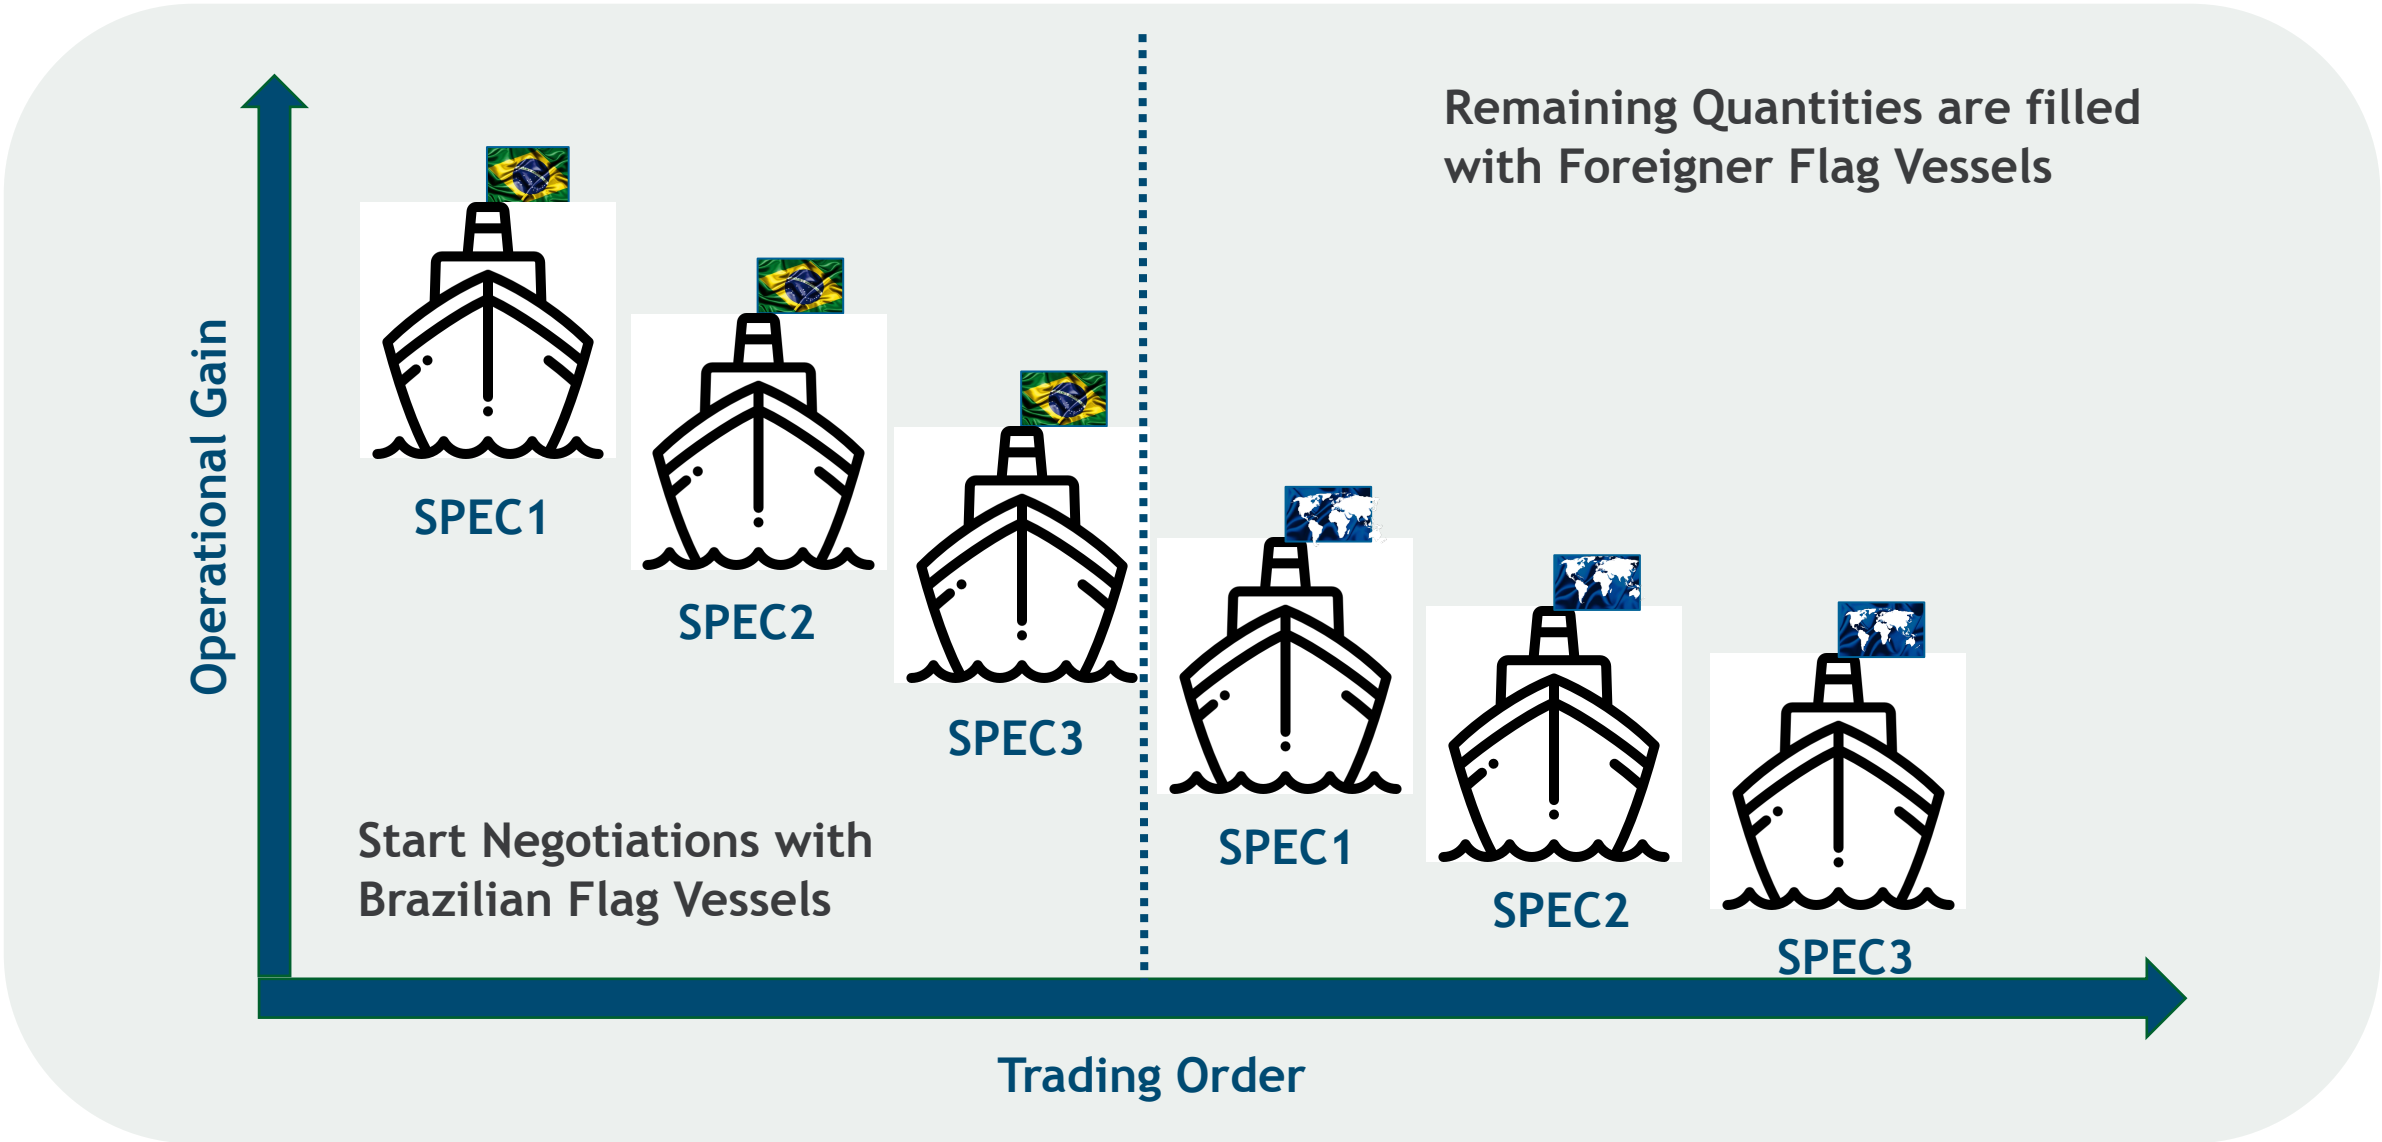 Remaining Quantities are filled
with Foreigner Flag Vessels
Operational Gain
SPEC1
SPEC2
SPEC3
SPEC1
SPEC2
SPEC3
Start Negotiations with
Brazilian Flag Vessels
Trading Order